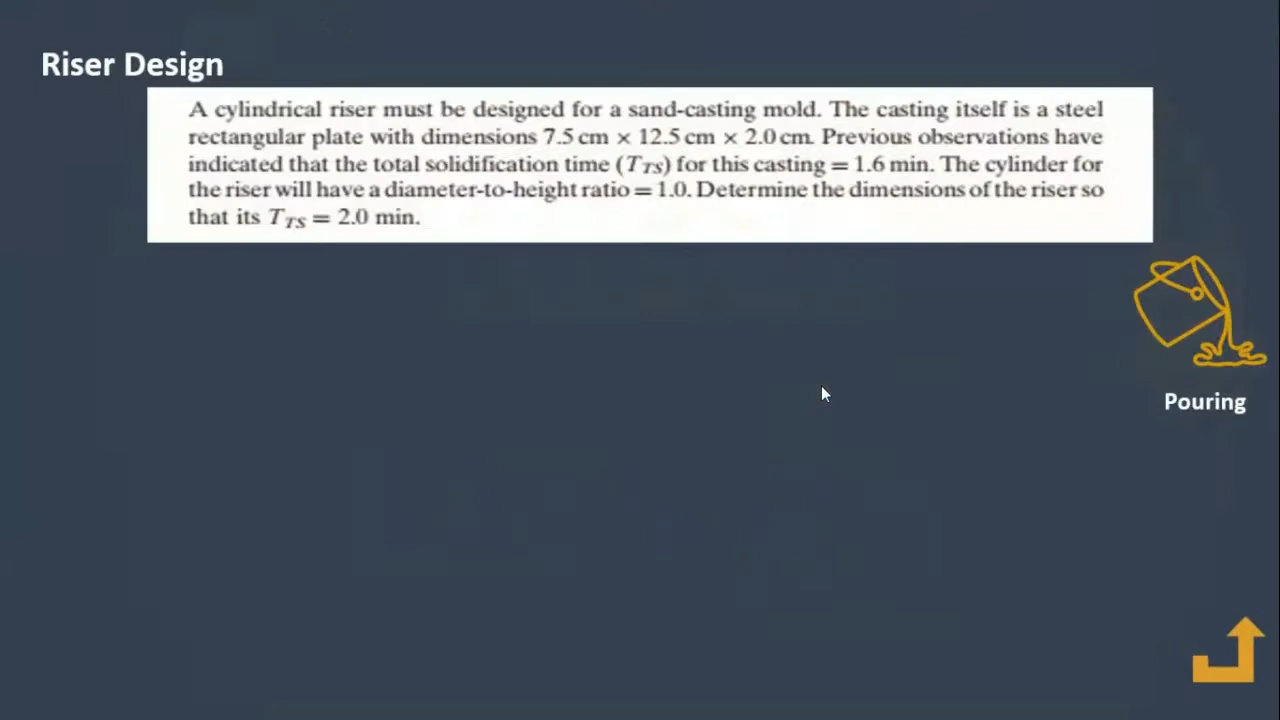 Riser Design
A cylindrical riser must be designed for a sand-casting mold. The casting itself is a steel
rectangular plate with dimensions 7.5 cm × 12.5 cm × 2.0 cm. Previous observations have
indicated that the total solidification time (T_TS) for this casting = 1.6 min. The cylinder for
the riser will have a diameter-to-height ratio = 1.0. Determine the dimensions of the riser so
that its T_TS = 2.0 min.
Pouring